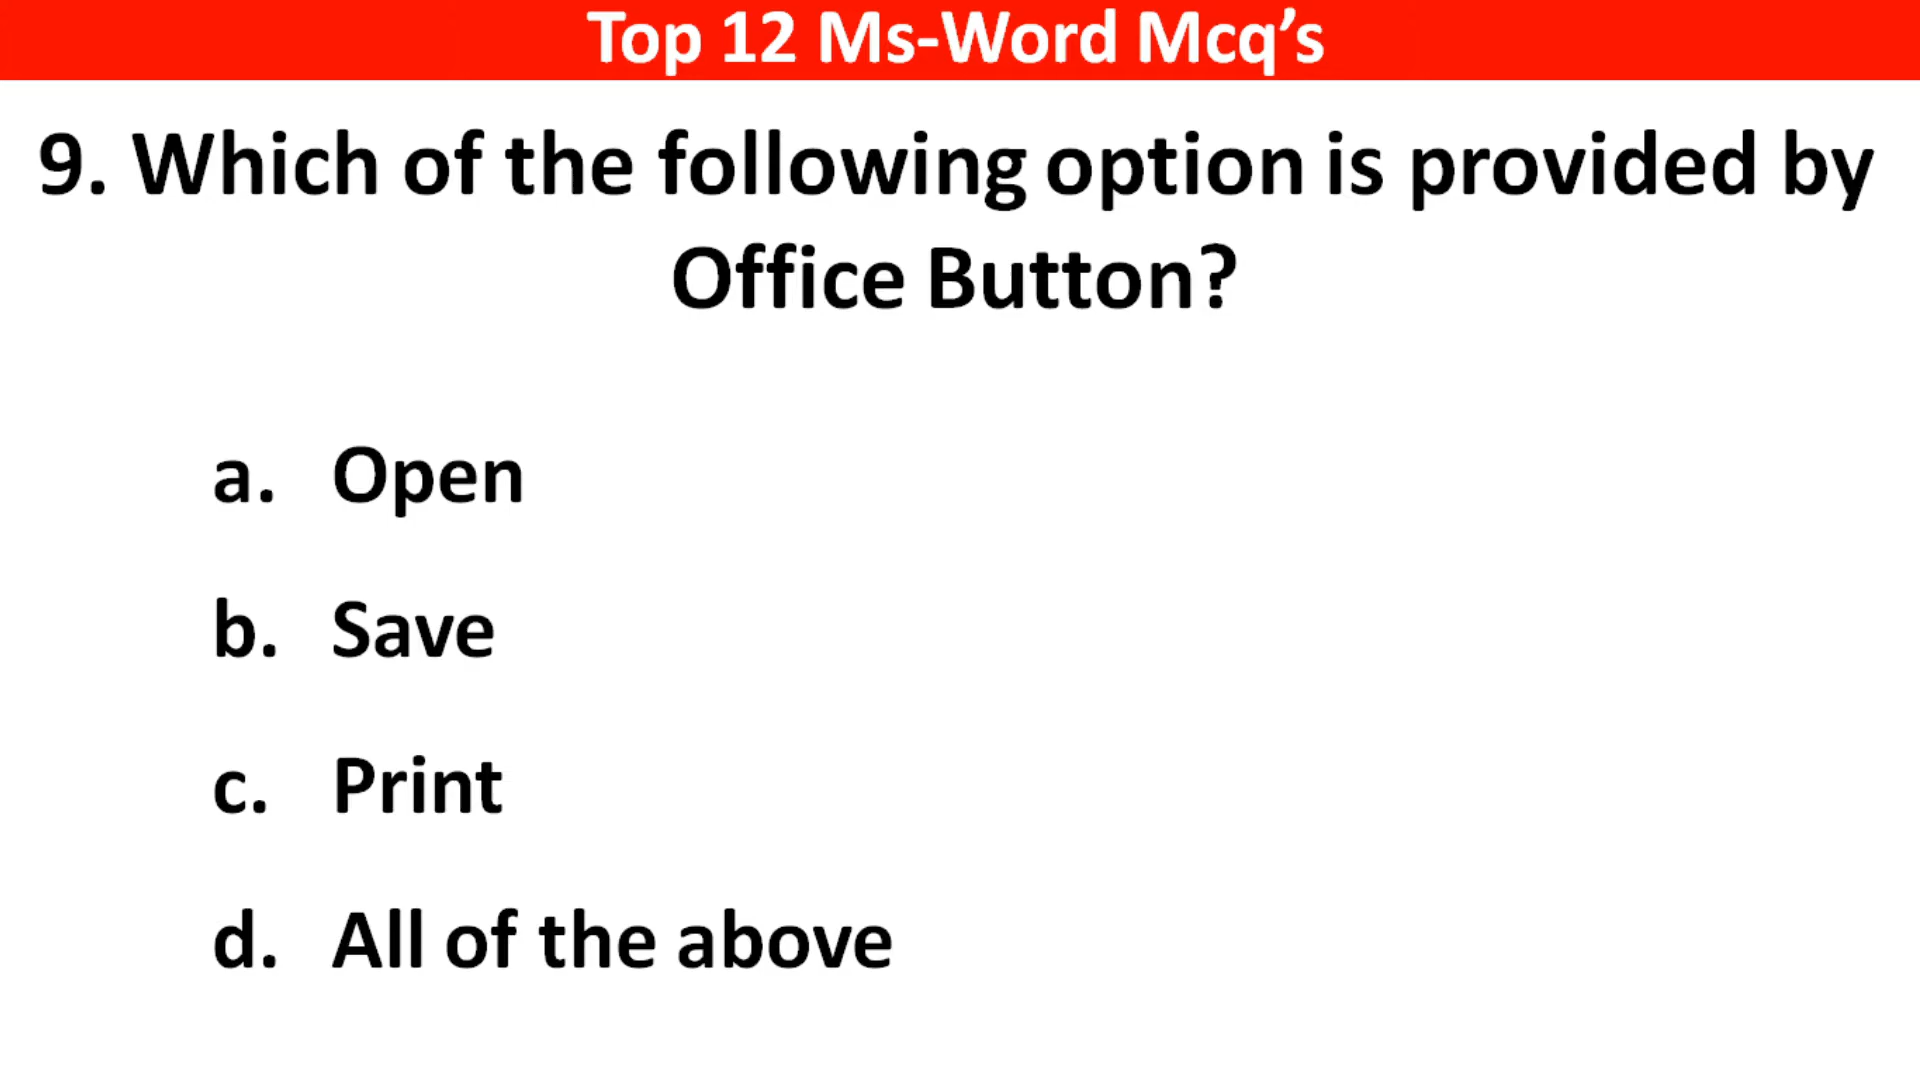 Top 12 Ms-Word Mcq’s
9. Which of the following option is provided by
Office Button?
a. Open
b. Save
c. Print
d. All of the above